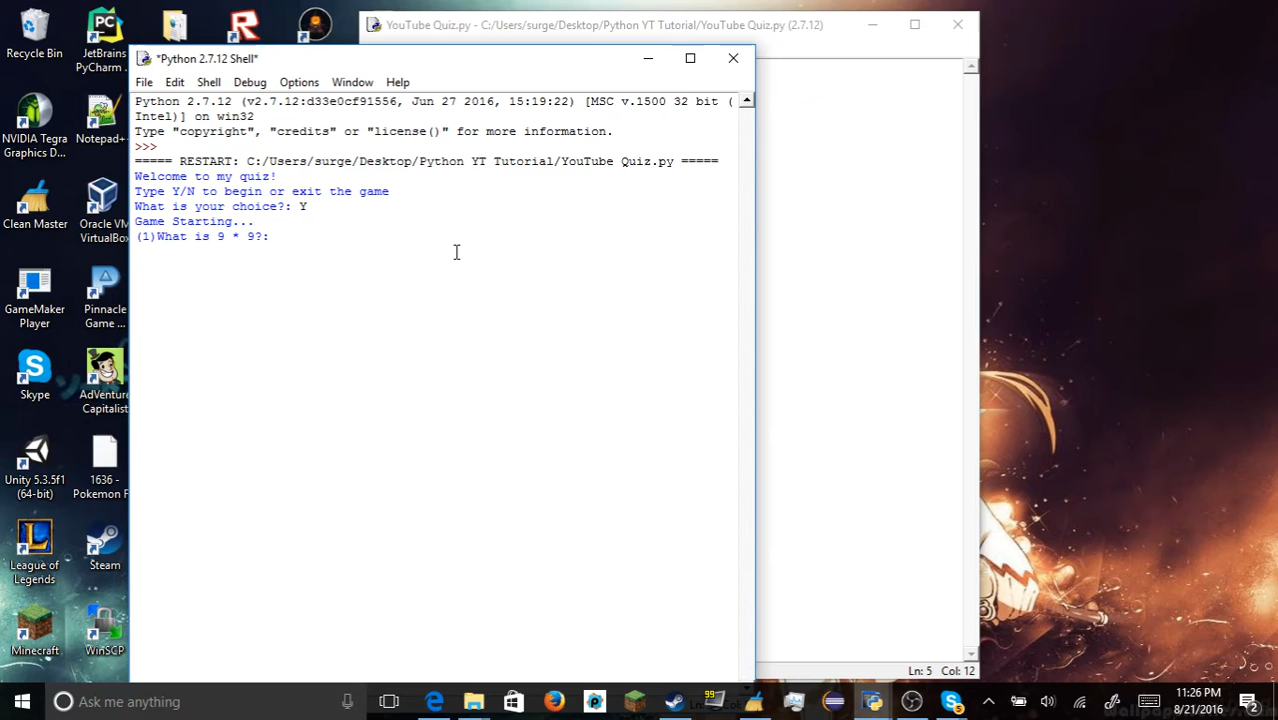 YouTube Quiz.py - C:/Users/surge/Desktop/Python YT Tutorial/YouTube Quiz.py (2.7.12)
*Python 2.7.12 Shell*
File Edit Shell Debug Options Window Help
Python 2.7.12 (v2.7.12:d33e0cf91556, Jun 27 2016, 15:19:22) [MSC v.1500 32 bit (
Intel)] on win32
Type "copyright", "credits" or "license()" for more information.
>>>
===== RESTART: C:/Users/surge/Desktop/Python YT Tutorial/YouTube Quiz.py =====
Welcome to my quiz!
Type Y/N to begin or exit the game
What is your choice?: Y
Game Starting...
(1)What is 9 * 9?:
Recycle Bin
JetBrains
PyCharm ...
NVIDIA Tegra
Graphics D...
Notepad+
Clean Master
Oracle VM
VirtualBox
GameMaker
Player
Pinnacle
Game ...
Skype
AdVenture
Capitalist
Unity 5.3.5f1
(64-bit)
1636 -
Pokemon F
League of
Legends
Steam
Minecraft
WinSCP
Ln: 5 Col: 12
Ask me anything
99
5
11:26 PM
8/21/2016
2